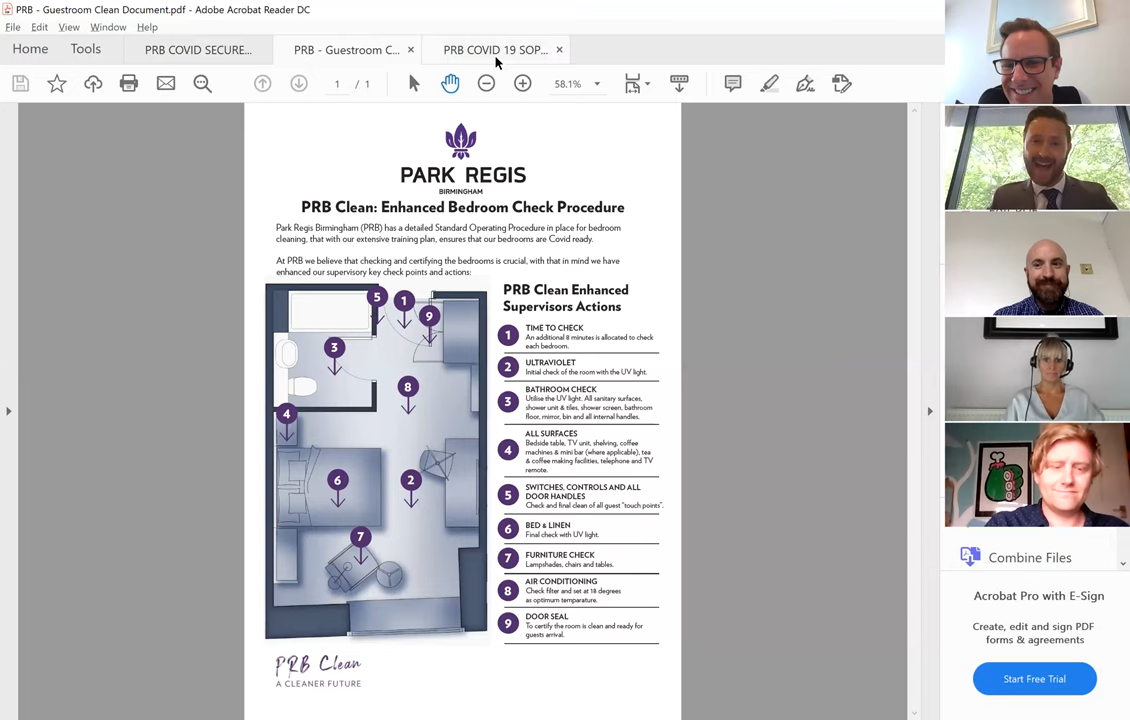 PRB - Guestroom Clean Document.pdf - Adobe Acrobat Reader DC
File Edit View Window Help
Home Tools PRB COVID SECURE... PRB - Guestroom C... × PRB COVID 19 SOP... ×
1 / 1 58.1%
PARK REGIS
BIRMINGHAM
PRB Clean: Enhanced Bedroom Check Procedure
Park Regis Birmingham (PRB) has a detailed Standard Operating Procedure in place for bedroom
cleaning, that with our extensive training plan, ensures that our bedrooms are Covid ready.
At PRB we believe that checking and certifying the bedrooms is crucial, with that in mind we have
enhanced our supervisory key check points and actions:
5 1
9
3
8
4
6 2
7
PRB Clean Enhanced
Supervisors Actions
1 TIME TO CHECK
An additional 8 minutes is allocated to check
each bedroom.
2 ULTRAVIOLET
Initial check of the room with the UV light.
3 BATHROOM CHECK
Utilise the UV light. All sanitary surfaces,
shower unit & tiles, shower screen, bathroom
floor, mirror, bin and all internal handles.
4 ALL SURFACES
Bedside table, TV unit, shelving, coffee
machines & mini bar (where applicable), tea
& coffee making facilities, telephone and TV
remote.
5 SWITCHES, CONTROLS AND ALL
DOOR HANDLES
Check and final clean of all guest “touch points”.
6 BED & LINEN
Final check with UV light.
7 FURNITURE CHECK
Lampshades, chairs and tables.
8 AIR CONDITIONING
Check filter and set at 18 degrees
as optimum temparature.
9 DOOR SEAL
To certify the room is clean and ready for
guests arrival.
PRB Clean
A CLEANER FUTURE
Combine Files
Acrobat Pro with E-Sign
Create, edit and sign PDF
forms & agreements
Start Free Trial